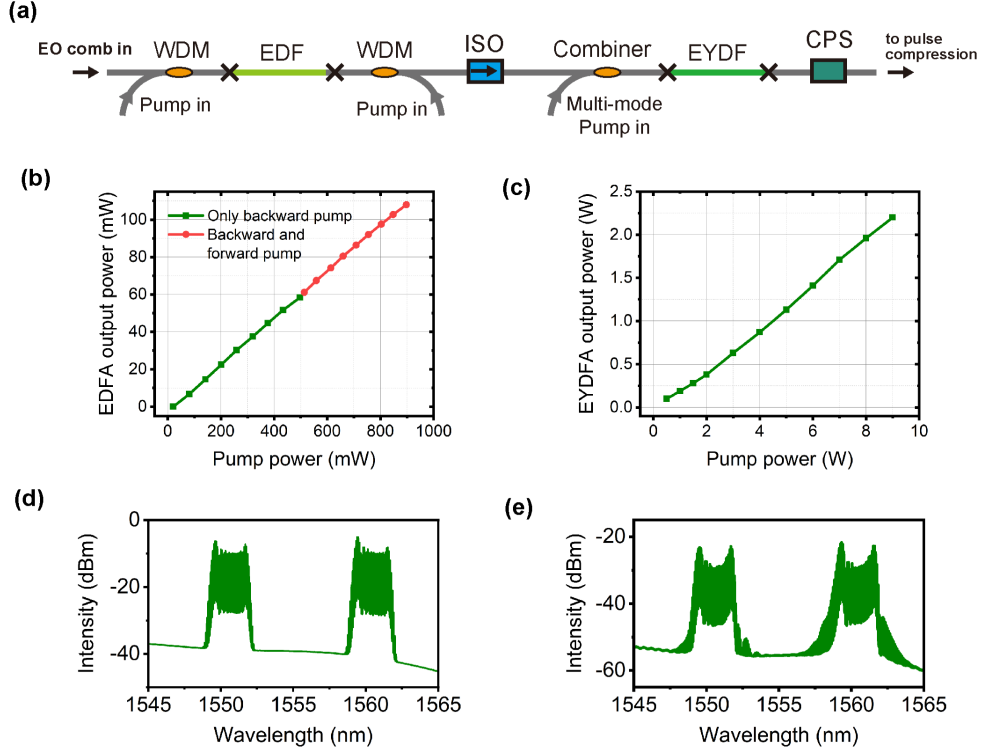 (a)
EO comb in
WDM
EDF
WDM
ISO
Combiner
EYDF
CPS
to pulse
compression
Pump in
Pump in
Multi-mode
Pump in
(b)
EDFA output power (mW)
100
80
60
40
20
0
Only backward pump
Backward and
forward pump
0 200 400 600 800 1000
Pump power (mW)
(c)
EYDFA output power (W)
2.5
2.0
1.5
1.0
0.5
0.0
0 2 4 6 8 10
Pump power (W)
(d)
Intensity (dBm)
0
-20
-40
1545 1550 1555 1560 1565
Wavelength (nm)
(e)
Intensity (dBm)
-20
-40
-60
1545 1550 1555 1560 1565
Wavelength (nm)